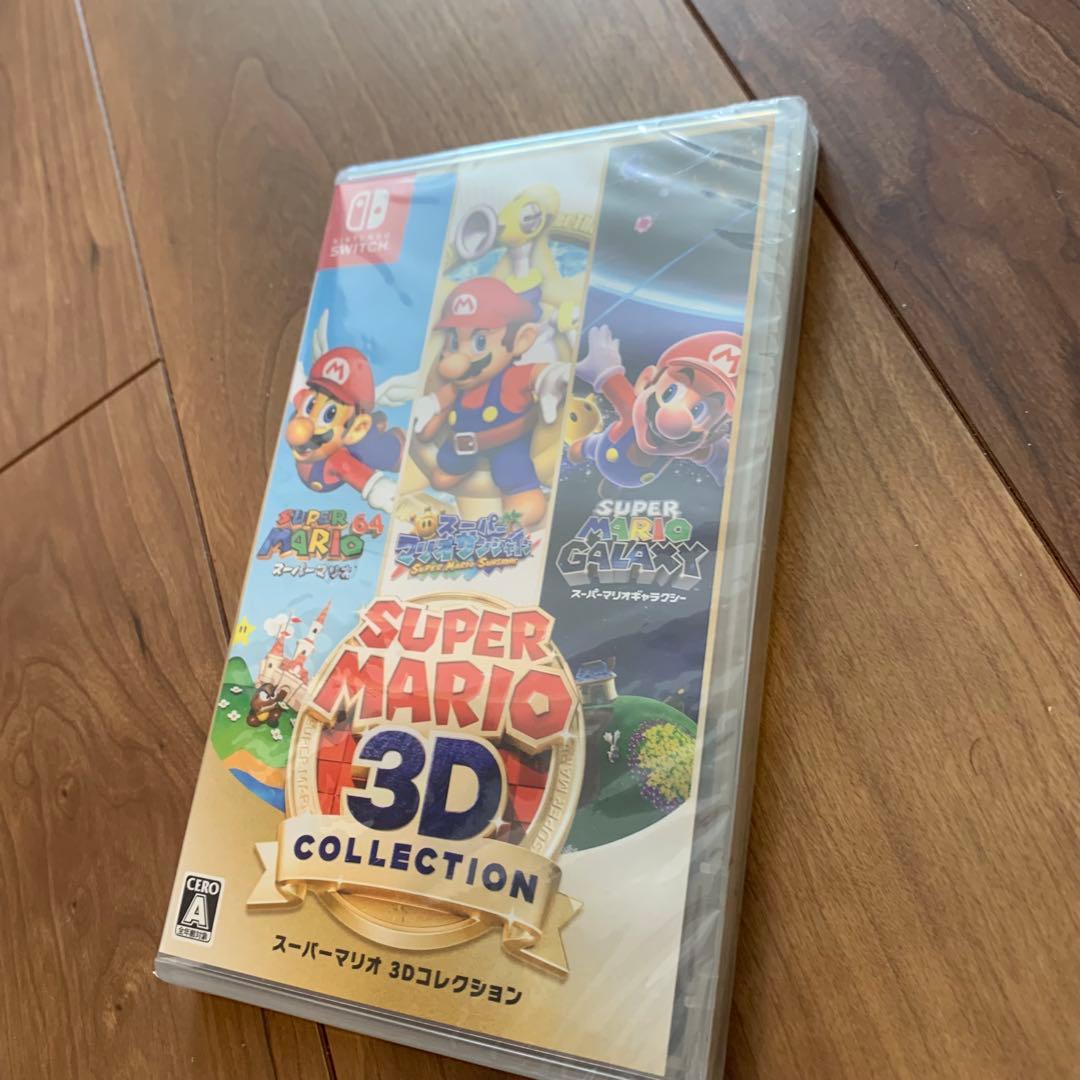 NINTENDO
SWITCH
M
M
M
SUPER
MARIO 64
スーパーマリオ
スーパー
マリオサンシャイン
SUPER MARIO SUNSHINE
SUPER
MARIO
GALAXY
スーパーマリオギャラクシー
SUPER
MARIO
3D
COLLECTION
SUPER MARI
CERO
A
全年齢対象
スーパーマリオ 3Dコレクション